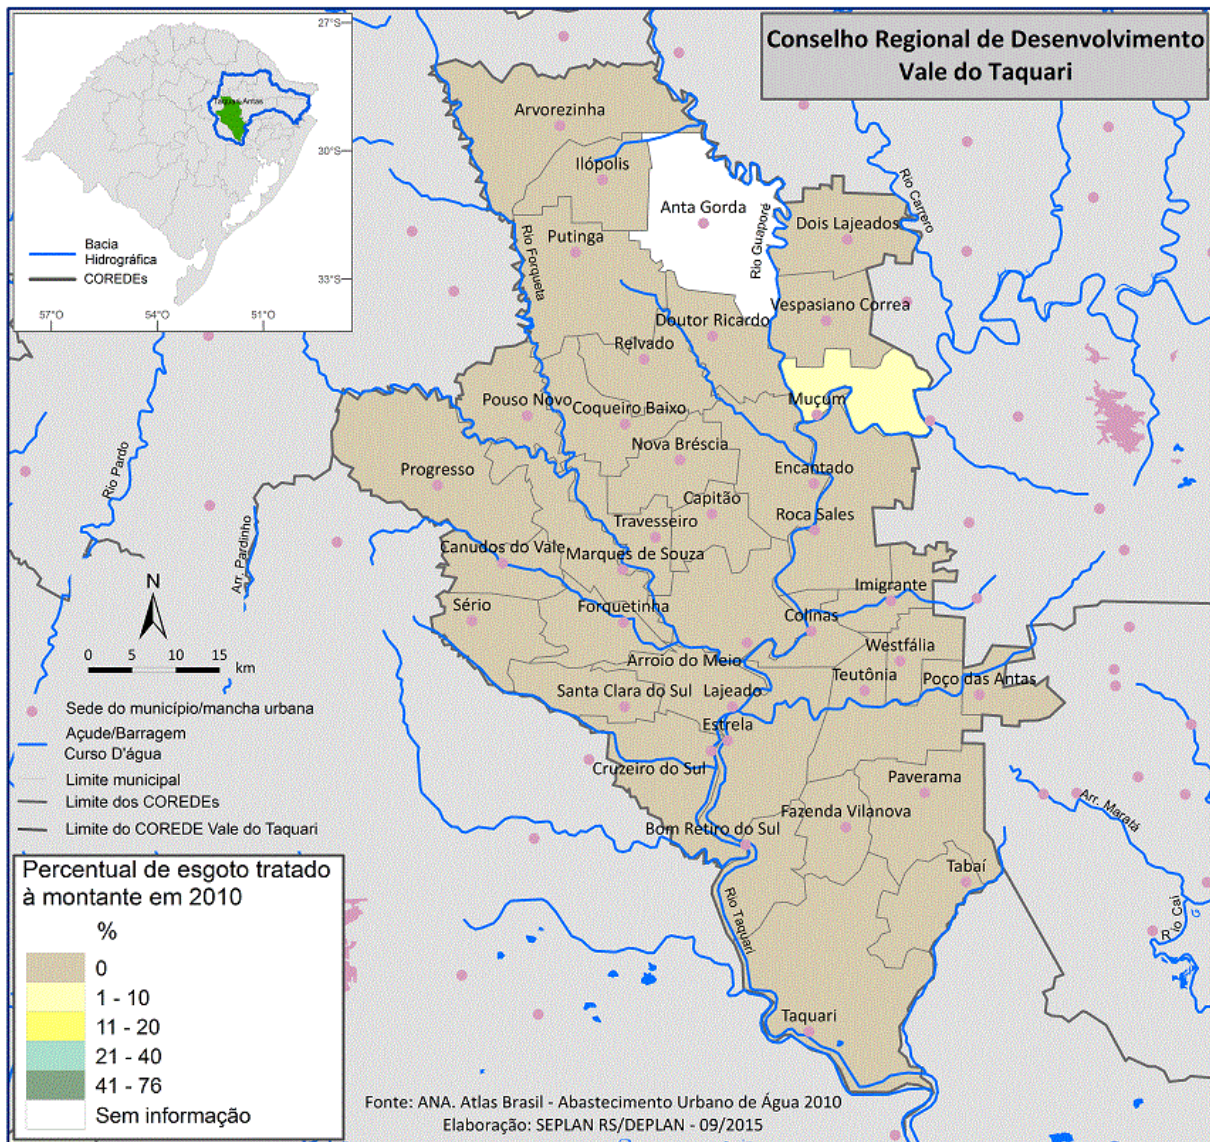 Conselho Regional de Desenvolvimento
Vale do Taquari
27°S
30°S
33°S
57°O
54°O
51°O
Taquari-Antas
Bacia
Hidrográfica
COREDEs
Arvorezinha
Ilópolis
Anta Gorda
Putinga
Dois Lajeados
Rio Carrero
Rio Guaporé
Rio Forqueta
Vespasiano Correa
Doutor Ricardo
Relvado
Pouso Novo
Coqueiro Baixo
Muçum
Nova Bréscia
Progresso
Encantado
Capitão
Roca Sales
Travesseiro
Rio Pardo
Arr. Pardinho
Canudos do Vale
Marques de Souza
Imigrante
Sério
Forquetinha
Colinas
Westfália
Arroio do Meio
Teutônia
Poço das Antas
Santa Clara do Sul
Lajeado
Estrela
Cruzeiro do Sul
Paverama
Fazenda Vilanova
Bom Retiro do Sul
Tabaí
Arr. Maratá
Rio Caí
Rio Taquari
Taquari
N
0 5 10 15
km
Sede do município/mancha urbana
Açude/Barragem
Curso D'água
Limite municipal
Limite dos COREDEs
Limite do COREDE Vale do Taquari
Percentual de esgoto tratado
à montante em 2010
%
0
1 - 10
11 - 20
21 - 40
41 - 76
Sem informação
Fonte: ANA. Atlas Brasil - Abastecimento Urbano de Água 2010
Elaboração: SEPLAN RS/DEPLAN - 09/2015